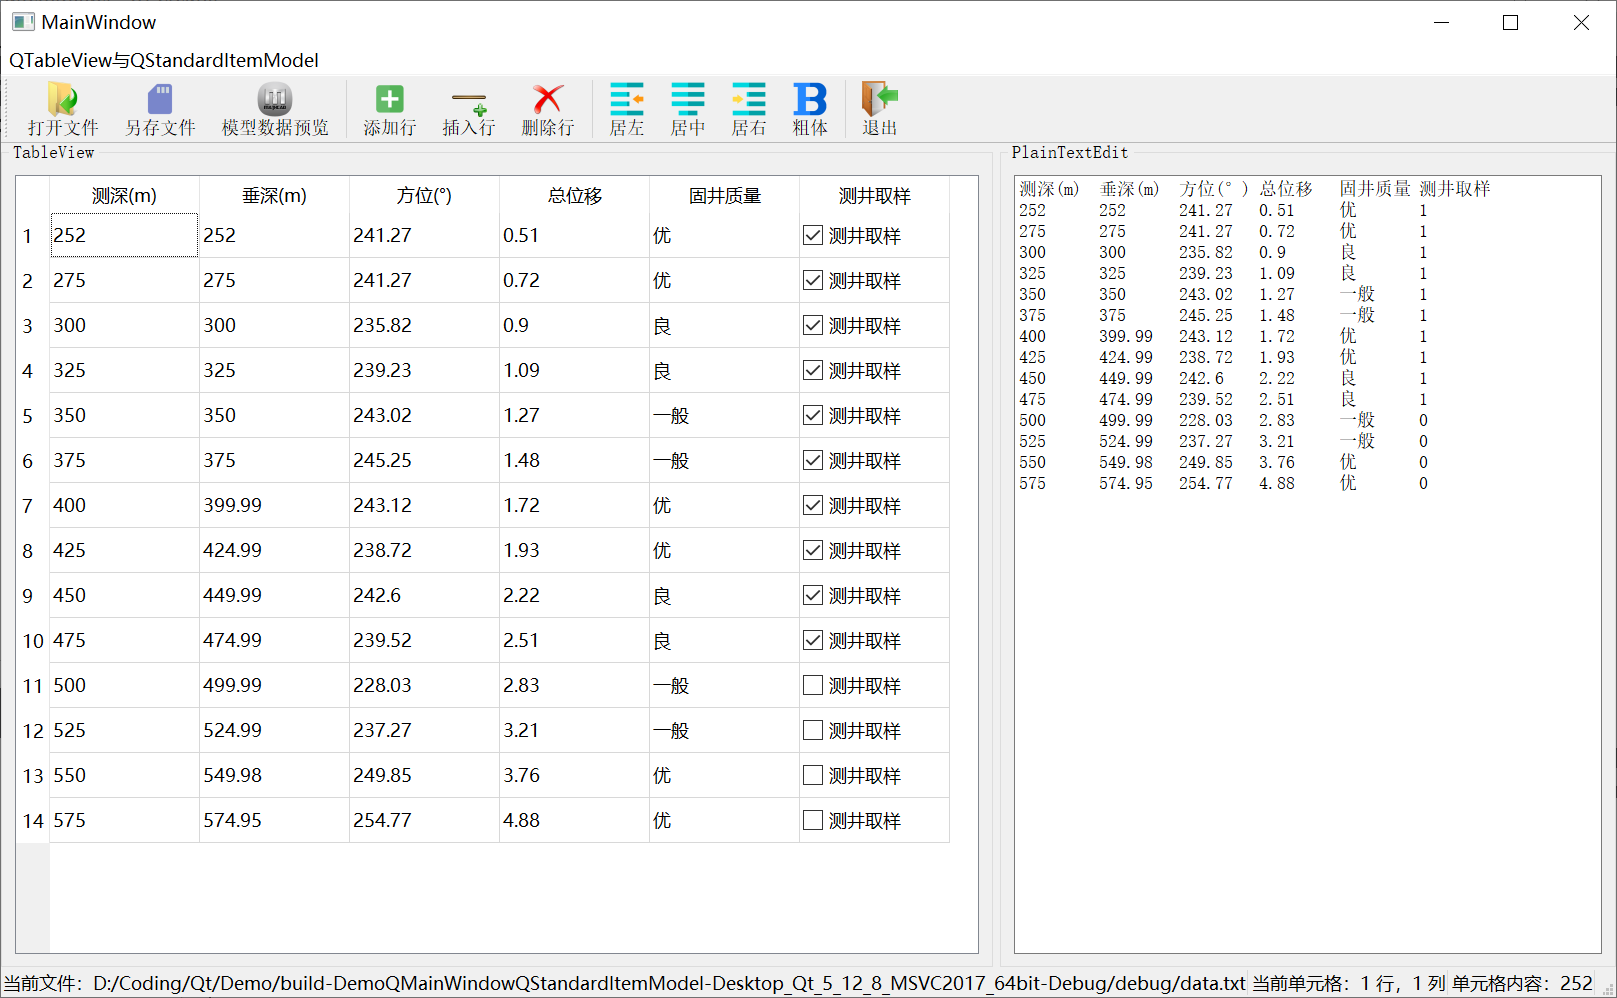 MainWindow
QTableView与QStandardItemModel
打开文件 另存文件 模型数据预览 添加行 插入行 删除行 居左 居中 居右 粗体 退出
TableView
测深(m) 垂深(m) 方位(°) 总位移 固井质量 测井取样
1 252 252 241.27 0.51 优 测井取样
2 275 275 241.27 0.72 优 测井取样
3 300 300 235.82 0.9 良 测井取样
4 325 325 239.23 1.09 良 测井取样
5 350 350 243.02 1.27 一般 测井取样
6 375 375 245.25 1.48 一般 测井取样
7 400 399.99 243.12 1.72 优 测井取样
8 425 424.99 238.72 1.93 优 测井取样
9 450 449.99 242.6 2.22 良 测井取样
10 475 474.99 239.52 2.51 良 测井取样
11 500 499.99 228.03 2.83 一般 测井取样
12 525 524.99 237.27 3.21 一般 测井取样
13 550 549.98 249.85 3.76 优 测井取样
14 575 574.95 254.77 4.88 优 测井取样
PlainTextEdit
测深(m) 垂深(m) 方位(°) 总位移 固井质量 测井取样
252 252 241.27 0.51 优 1
275 275 241.27 0.72 优 1
300 300 235.82 0.9 良 1
325 325 239.23 1.09 良 1
350 350 243.02 1.27 一般 1
375 375 245.25 1.48 一般 1
400 399.99 243.12 1.72 优 1
425 424.99 238.72 1.93 优 1
450 449.99 242.6 2.22 良 1
475 474.99 239.52 2.51 良 1
500 499.99 228.03 2.83 一般 0
525 524.99 237.27 3.21 一般 0
550 549.98 249.85 3.76 优 0
575 574.95 254.77 4.88 优 0
当前文件：D:/Coding/Qt/Demo/build-DemoQMainWindowQStandardItemModel-Desktop_Qt_5_12_8_MSVC2017_64bit-Debug/debug/data.txt 当前单元格：1 行，1 列 单元格内容：252